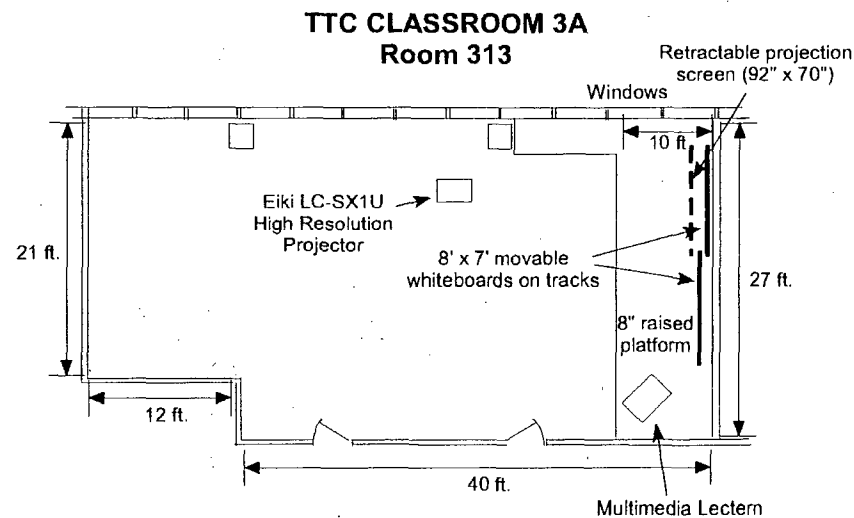 TTC CLASSROOM 3A
Room 313
Retractable projection
screen (92" x 70")
Windows
10 ft
Eiki LC-SX1U
High Resolution
Projector
21 ft.
8' x 7' movable
whiteboards on tracks
27 ft.
8" raised
platform
12 ft.
40 ft.
Multimedia Lectern